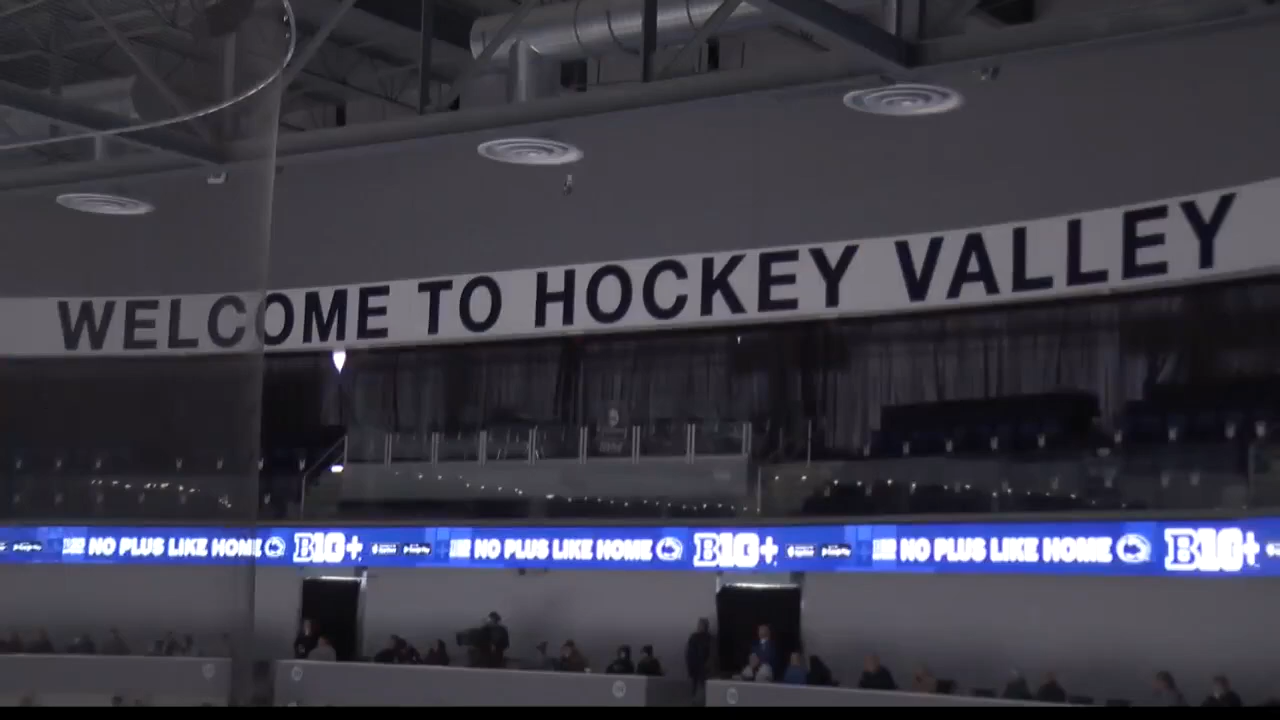 WELCOME TO HOCKEY VALLEY
NO PLUS LIKE HOME B1G+ NO PLUS LIKE HOME B1G+ NO PLUS LIKE HOME B1G+